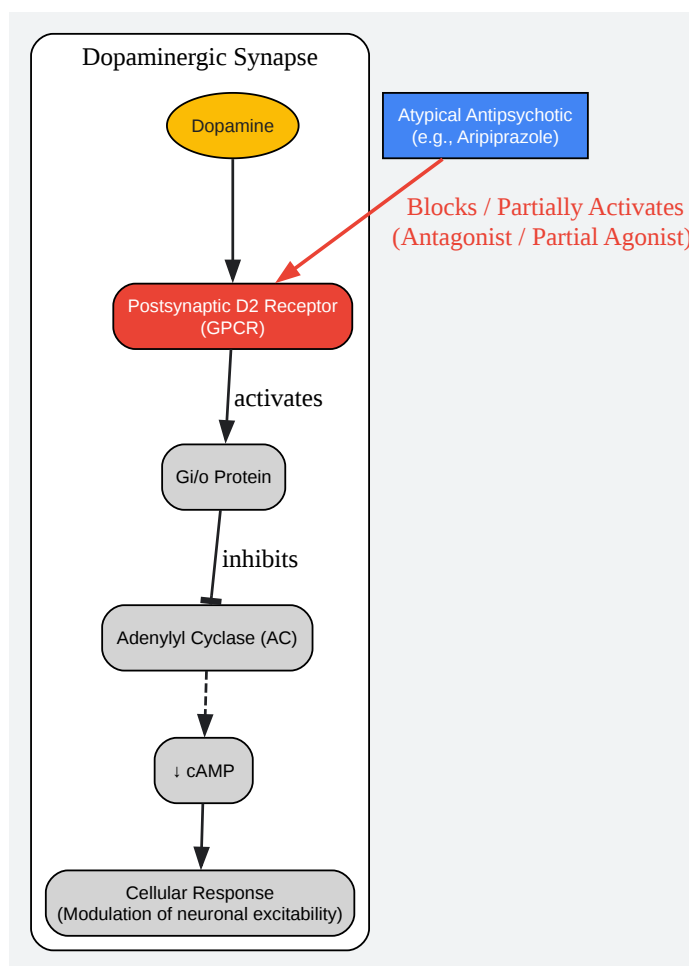 Dopaminergic Synapse
Dopamine
Atypical Antipsychotic
(e.g., Aripiprazole)
Blocks / Partially Activates
(Antagonist / Partial Agonist)
Postsynaptic D2 Receptor
(GPCR)
activates
Gi/o Protein
inhibits
Adenylyl Cyclase (AC)
↓ cAMP
Cellular Response
(Modulation of neuronal excitability)